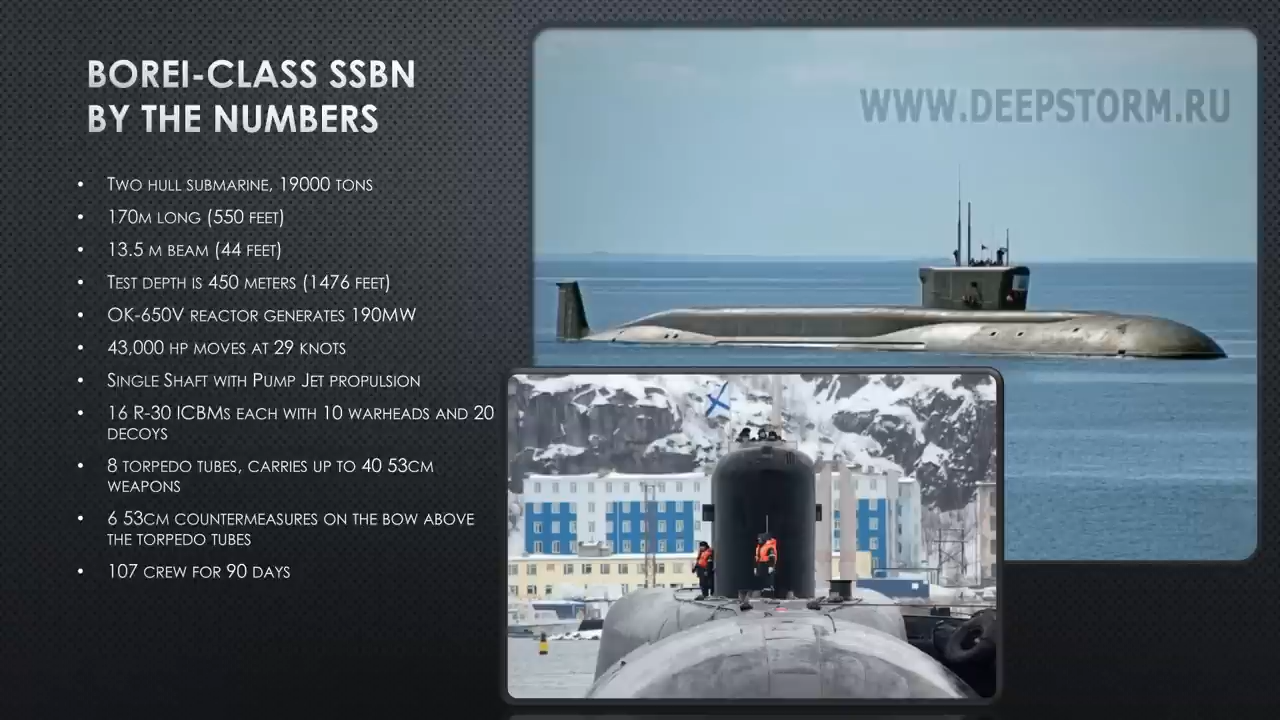 BOREI-CLASS SSBN
BY THE NUMBERS
WWW.DEEPSTORM.RU
• Two hull submarine, 19000 tons
• 170m long (550 feet)
• 13.5 m beam (44 feet)
• Test depth is 450 meters (1476 feet)
• OK-650V reactor generates 190MW
• 43,000 hp moves at 29 knots
• Single Shaft with Pump Jet propulsion
• 16 R-30 ICBMs each with 10 warheads and 20
decoys
• 8 torpedo tubes, carries up to 40 53cm
weapons
• 6 53cm countermeasures on the bow above
the torpedo tubes
• 107 crew for 90 days